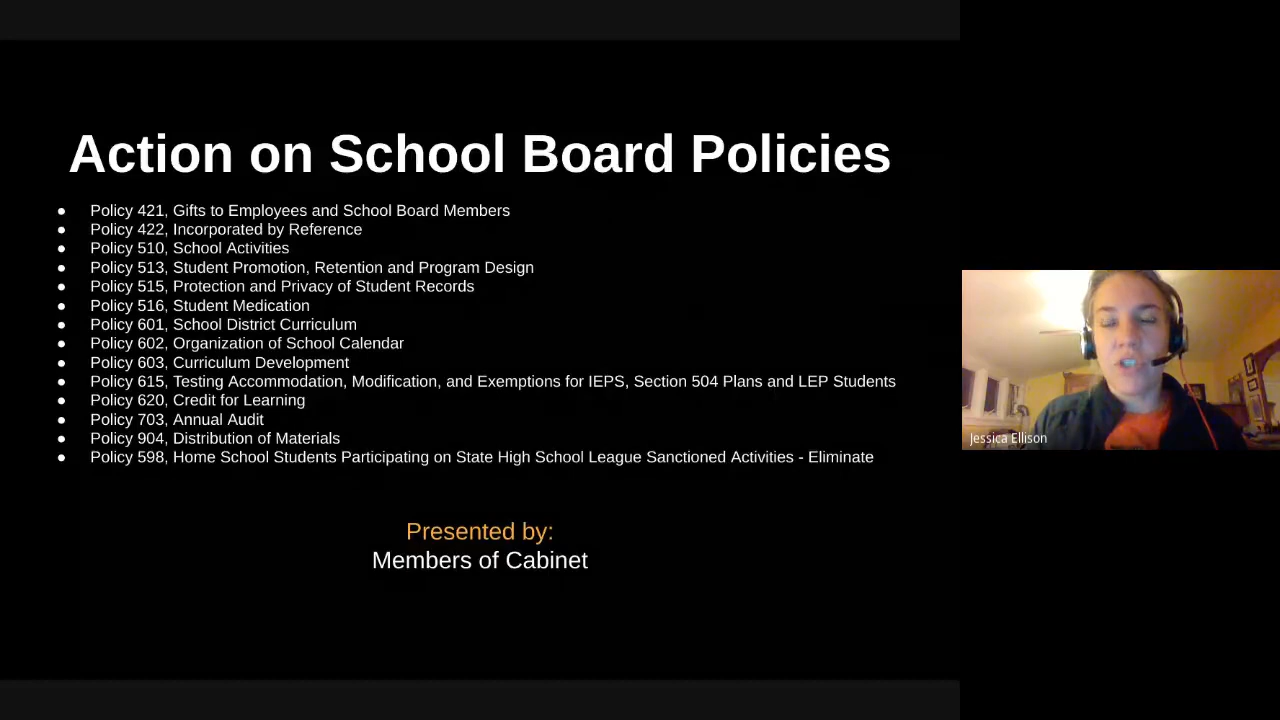 Action on School Board Policies
● Policy 421, Gifts to Employees and School Board Members
● Policy 422, Incorporated by Reference
● Policy 510, School Activities
● Policy 513, Student Promotion, Retention and Program Design
● Policy 515, Protection and Privacy of Student Records
● Policy 516, Student Medication
● Policy 601, School District Curriculum
● Policy 602, Organization of School Calendar
● Policy 603, Curriculum Development
● Policy 615, Testing Accommodation, Modification, and Exemptions for IEPS, Section 504 Plans and LEP Students
● Policy 620, Credit for Learning
● Policy 703, Annual Audit
● Policy 904, Distribution of Materials
● Policy 598, Home School Students Participating on State High School League Sanctioned Activities - Eliminate
Presented by:
Members of Cabinet
Jessica Ellison